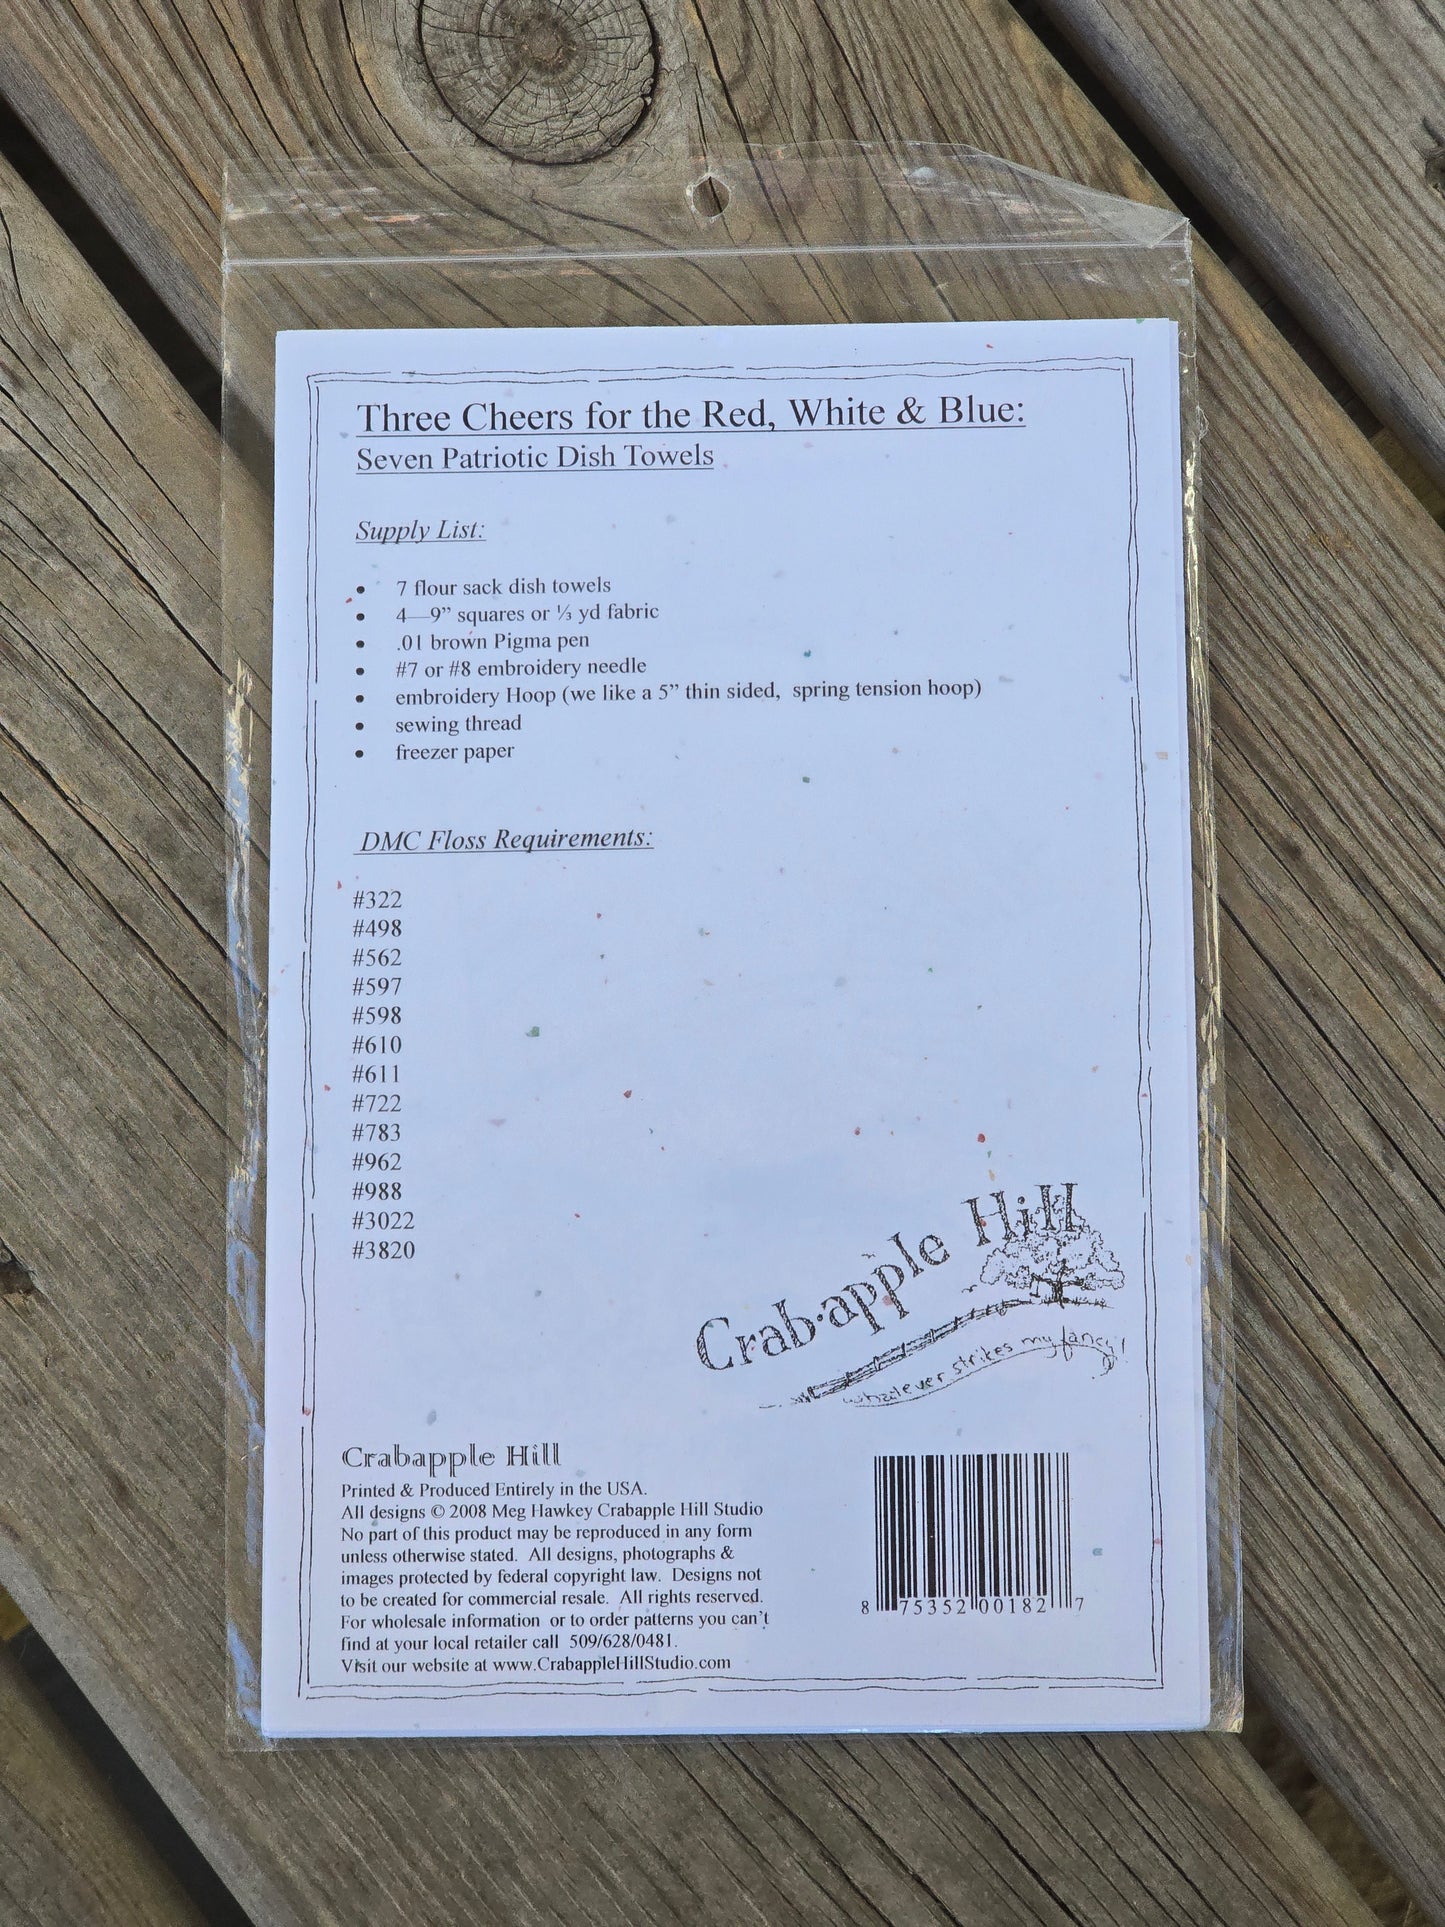 Three Cheers for the Red, White & Blue:
Seven Patriotic Dish Towels
Supply List:
• 7 flour sack dish towels
• 4—9” squares or ⅓ yd fabric
• .01 brown Pigma pen
• #7 or #8 embroidery needle
• embroidery Hoop (we like a 5” thin sided, spring tension hoop)
• sewing thread
• freezer paper
DMC Floss Requirements:
#322
#498
#562
#597
#598
#610
#611
#722
#783
#962
#988
#3022
#3820
Crab·apple Hill
whatever strikes my fancy!
Crabapple Hill
Printed & Produced Entirely in the USA.
All designs © 2008 Meg Hawkey Crabapple Hill Studio
No part of this product may be reproduced in any form
unless otherwise stated. All designs, photographs &
images protected by federal copyright law. Designs not
to be created for commercial resale. All rights reserved.
For wholesale information or to order patterns you can’t
find at your local retailer call 509/628/0481.
Visit our website at www.CrabappleHillStudio.com
8 75352 00182 7